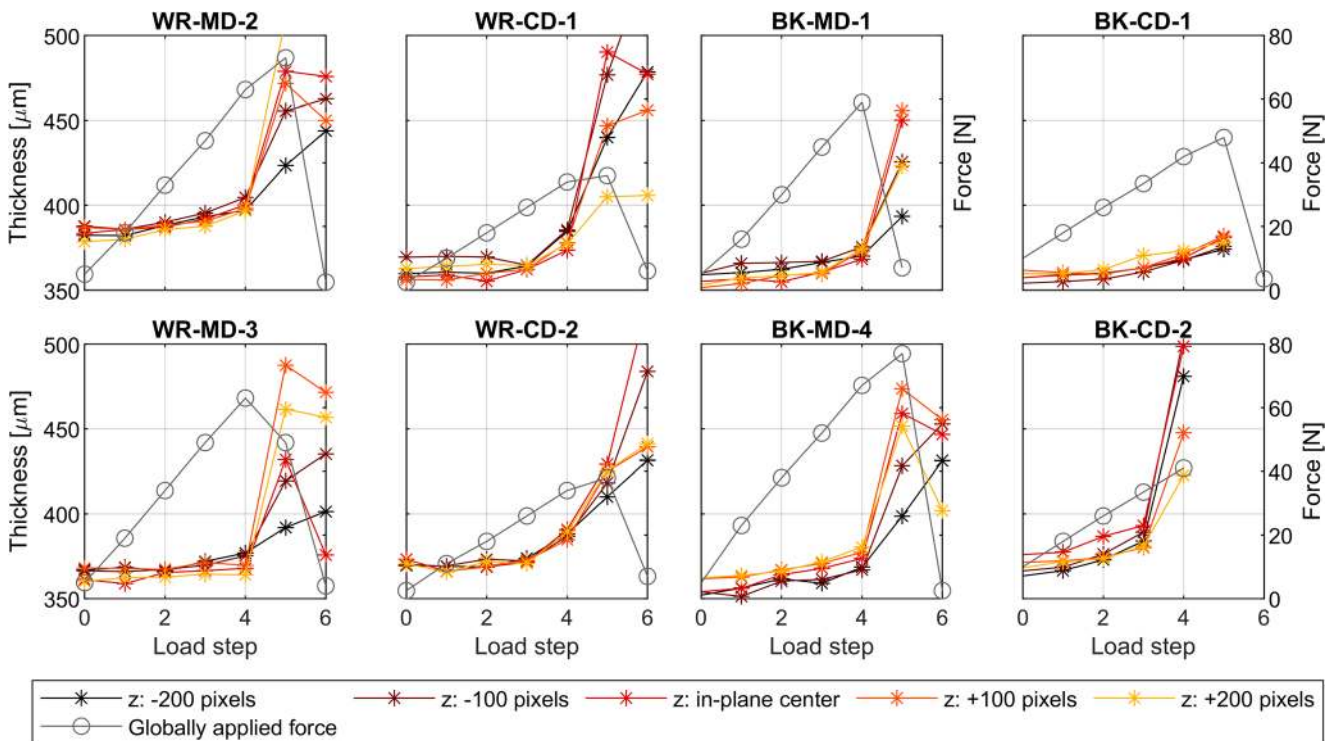 WR-MD-2 WR-CD-1 BK-MD-1 BK-CD-1
500 80
450 60
400 40
350 20
0
Thickness [μm] Force [N] Force [N]
WR-MD-3 WR-CD-2 BK-MD-4 BK-CD-2
500 80
450 60
400 40
350 20
0
Thickness [μm] Force [N]
0 2 4 6 0 2 4 6 0 2 4 6 0 2 4 6
Load step Load step Load step Load step
z: -200 pixels z: -100 pixels z: in-plane center z: +100 pixels z: +200 pixels
Globally applied force